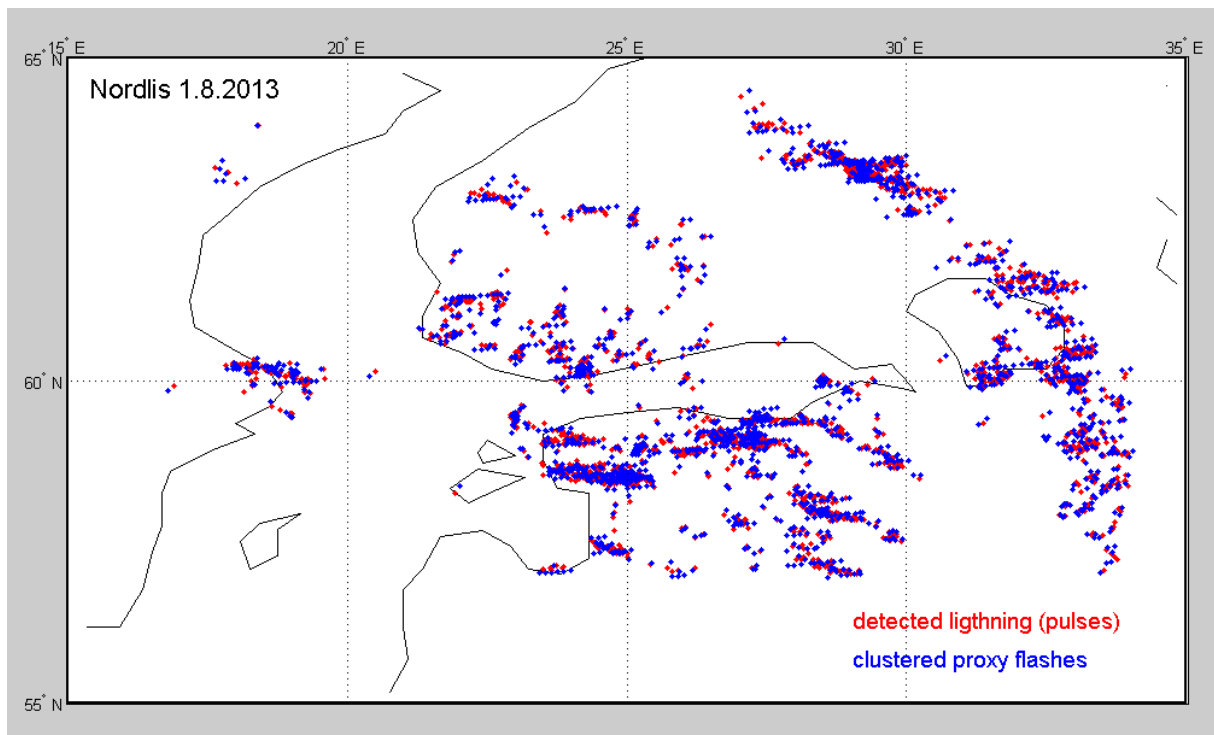 15° E 20° E 25° E 30° E 35° E
65° N
Nordlis 1.8.2013
60° N
detected ligthning (pulses)
clustered proxy flashes
55° N